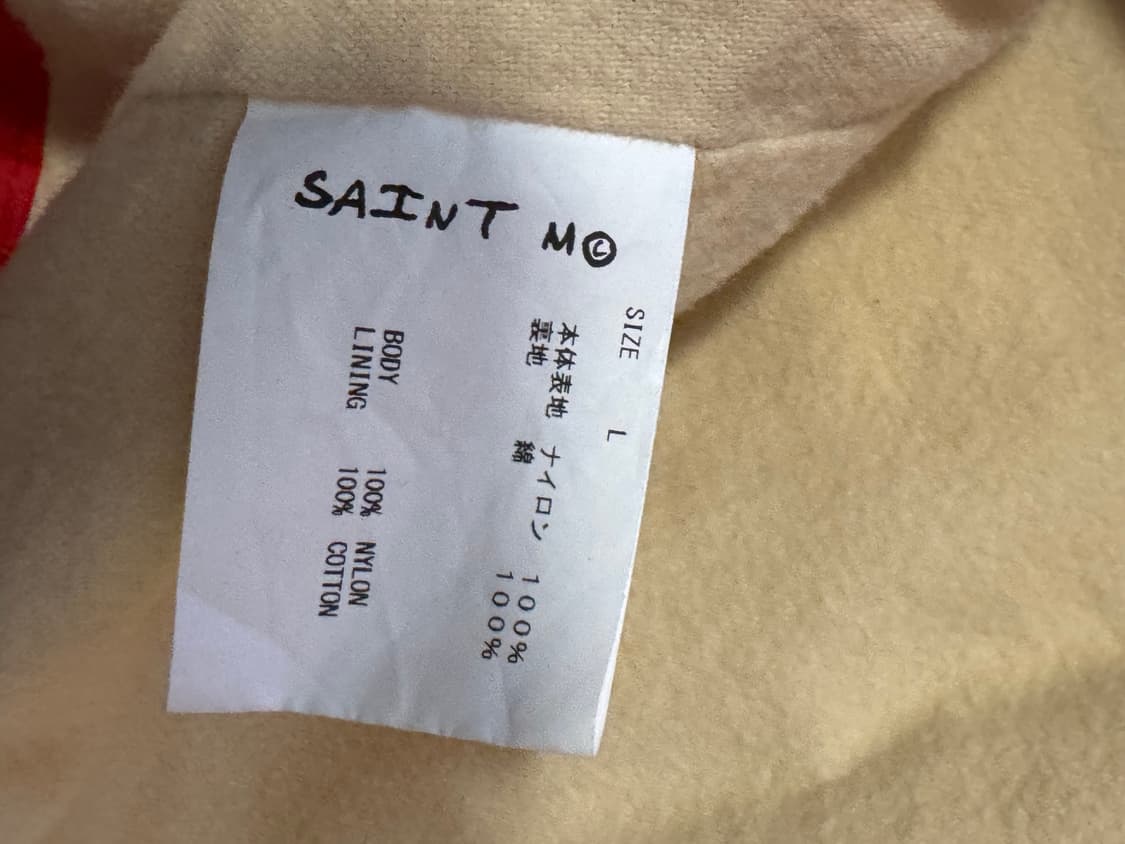 SAINT M©
SIZE L
本体表地 ナイロン 100%
裏地 綿 100%
BODY 100% NYLON
LINING 100% COTTON